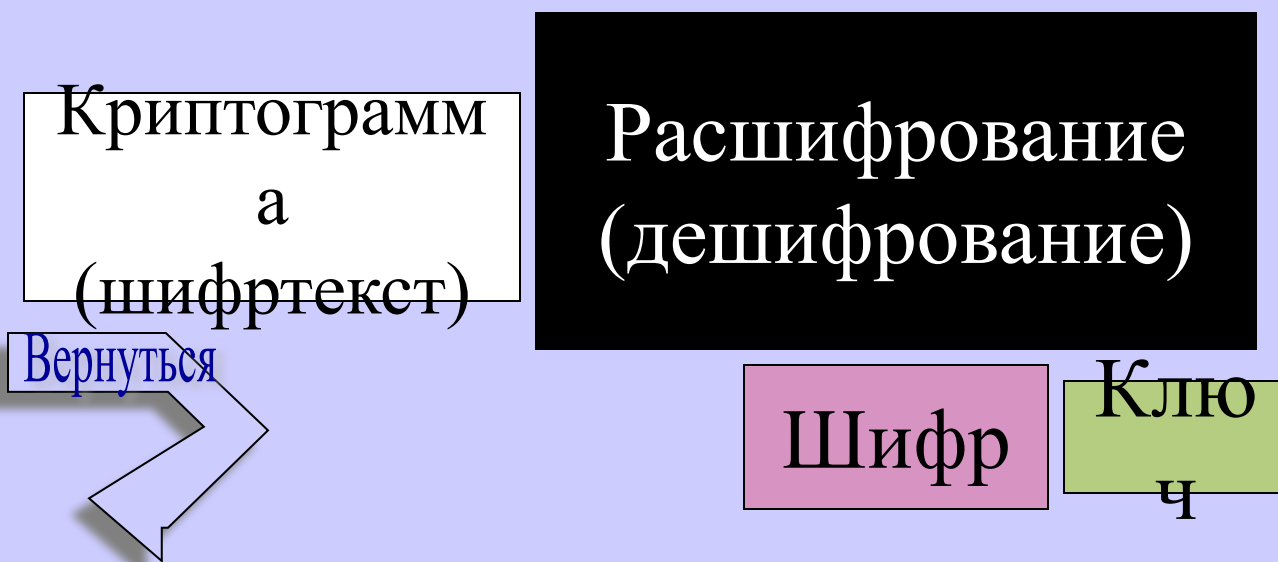 Криптограмм
а
(шифртекст)
Расшифрование
(дешифрование)
Вернуться
Шифр
Клю
ч